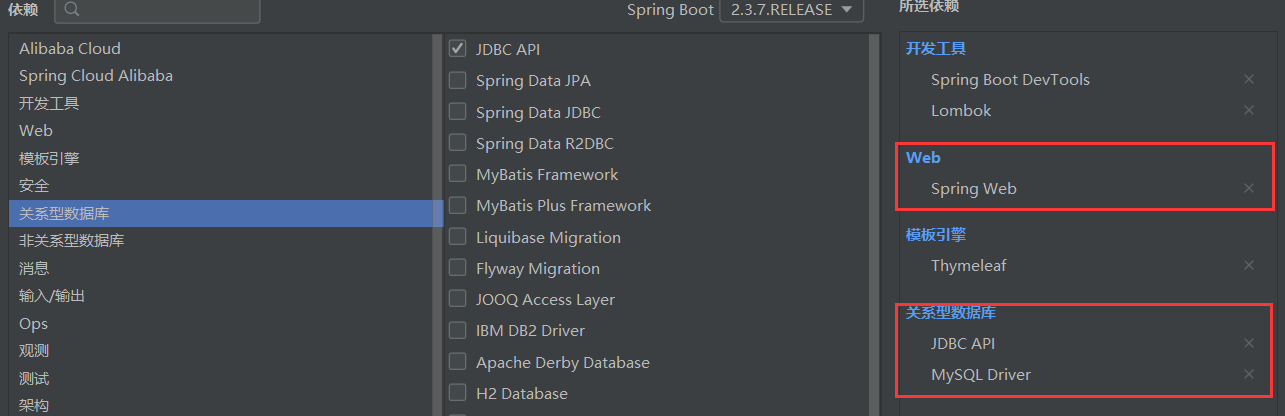 依赖
Spring Boot 2.3.7.RELEASE
所选依赖
Alibaba Cloud
Spring Cloud Alibaba
开发工具
Web
模板引擎
安全
关系型数据库
非关系型数据库
消息
输入/输出
Ops
观测
测试
架构
JDBC API
Spring Data JPA
Spring Data JDBC
Spring Data R2DBC
MyBatis Framework
MyBatis Plus Framework
Liquibase Migration
Flyway Migration
JOOQ Access Layer
IBM DB2 Driver
Apache Derby Database
H2 Database
开发工具
Spring Boot DevTools
Lombok
Web
Spring Web
模板引擎
Thymeleaf
关系型数据库
JDBC API
MySQL Driver